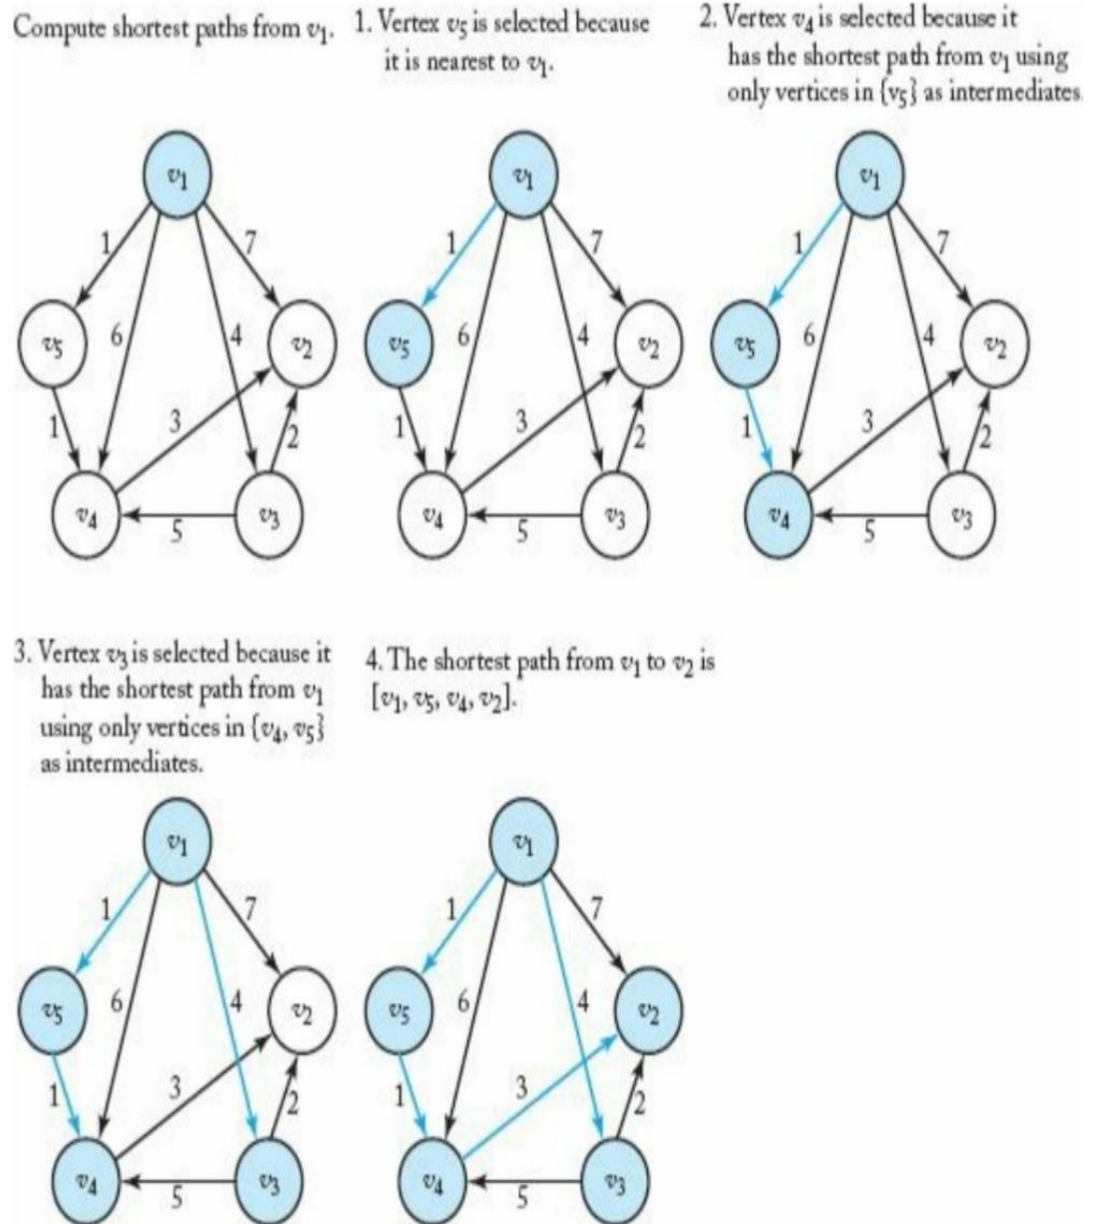 Compute shortest paths from v1.
1. Vertex v5 is selected because
it is nearest to v1.
2. Vertex v4 is selected because it
has the shortest path from v1 using
only vertices in {v5} as intermediates.
v1
1
7
v5
6
4
v2
1
3
2
v4
5
v3
v1
1
7
v5
6
4
v2
1
3
2
v4
5
v3
v1
1
7
v5
6
4
v2
1
3
2
v4
5
v3
3. Vertex v3 is selected because it
has the shortest path from v1
using only vertices in {v4, v5}
as intermediates.
4. The shortest path from v1 to v2 is
[v1, v5, v4, v2].
v1
1
7
v5
6
4
v2
1
3
2
v4
5
v3
v1
1
7
v5
6
4
v2
1
3
2
v4
5
v3